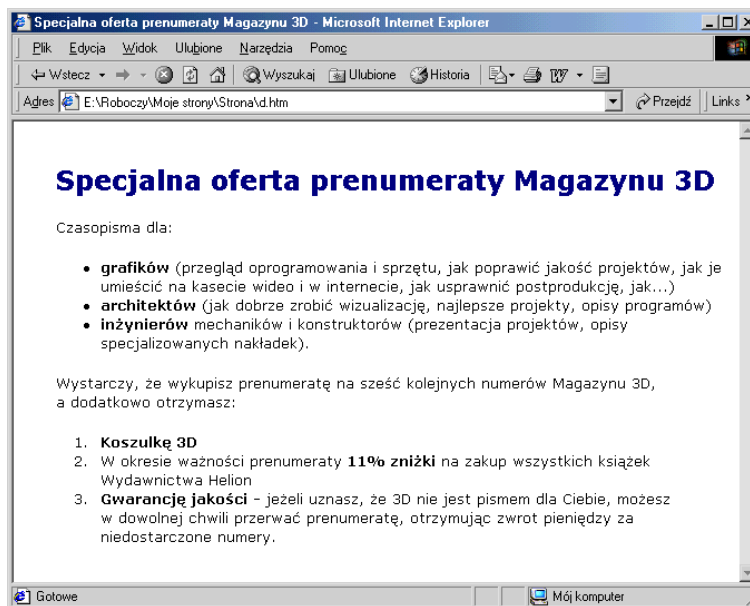 Specjalna oferta prenumeraty Magazynu 3D - Microsoft Internet Explorer
Plik Edycja Widok Ulubione Narzędzia Pomoc
Wstecz Wyszukaj Ulubione Historia
Adres E:\Roboczy\Moje strony\Strona\d.htm Przejdź Links
Specjalna oferta prenumeraty Magazynu 3D
Czasopisma dla:
• grafików (przegląd oprogramowania i sprzętu, jak poprawić jakość projektów, jak je
umieścić na kasecie wideo i w internecie, jak usprawnić postprodukcję, jak...)
• architektów (jak dobrze zrobić wizualizację, najlepsze projekty, opisy programów)
• inżynierów mechaników i konstruktorów (prezentacja projektów, opisy
specjalizowanych nakładek).
Wystarczy, że wykupisz prenumeratę na sześć kolejnych numerów Magazynu 3D,
a dodatkowo otrzymasz:
1. Koszulkę 3D
2. W okresie ważności prenumeraty 11% zniżki na zakup wszystkich książek
Wydawnictwa Helion
3. Gwarancję jakości – jeżeli uznasz, że 3D nie jest pismem dla Ciebie, możesz
w dowolnej chwili przerwać prenumeratę, otrzymując zwrot pieniędzy za
niedostarczone numery.
Gotowe Mój komputer